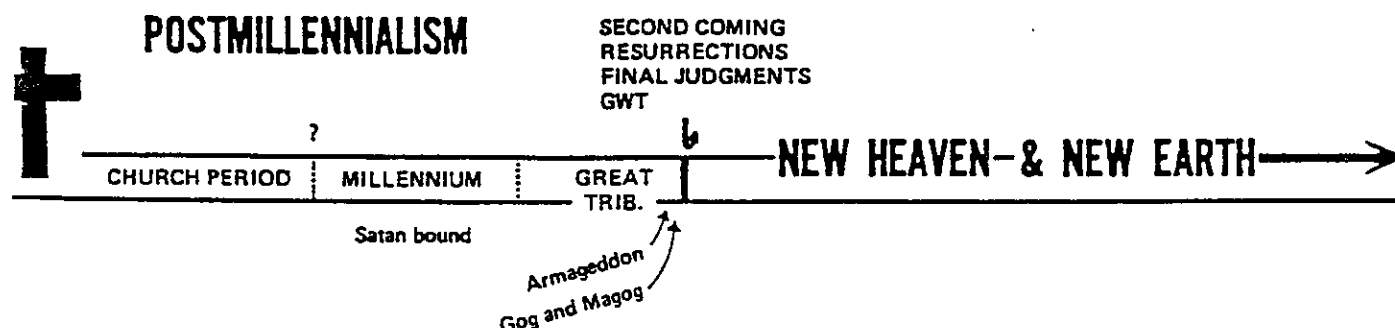 POSTMILLENNIALISM
SECOND COMING
RESURRECTIONS
FINAL JUDGMENTS
GWT
?
CHURCH PERIOD
MILLENNIUM
GREAT
TRIB.
NEW HEAVEN-& NEW EARTH
Satan bound
Armageddon
Gog and Magog